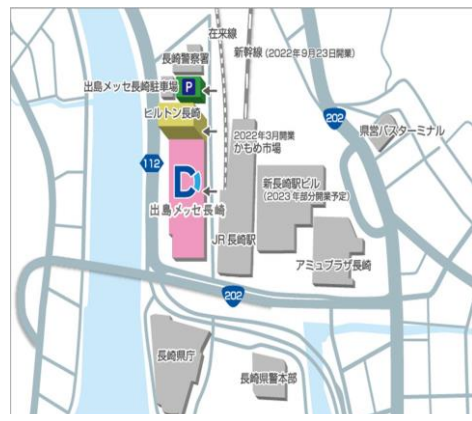 在来線
新幹線(2022年9月23日開業)
長崎警察署
出島メッセ長崎駐車場
P
ヒルトン長崎
202
県営バスターミナル
2022年3月開業
かもめ市場
112
D
出島メッセ長崎
新長崎駅ビル
(2023年部分開業予定)
JR長崎駅
アミュプラザ長崎
202
長崎県庁
長崎県警本部